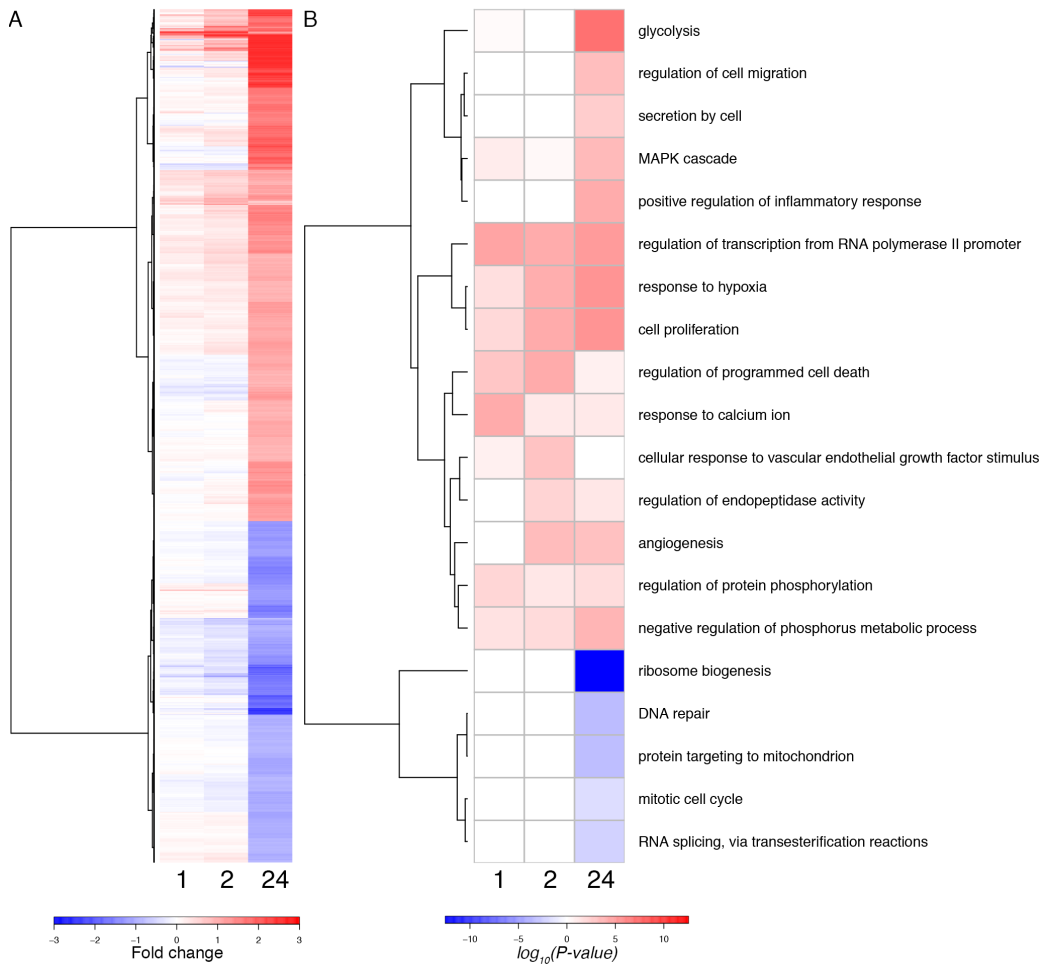 A
B
glycolysis
regulation of cell migration
secretion by cell
MAPK cascade
positive regulation of inflammatory response
regulation of transcription from RNA polymerase II promoter
response to hypoxia
cell proliferation
regulation of programmed cell death
response to calcium ion
cellular response to vascular endothelial growth factor stimulus
regulation of endopeptidase activity
angiogenesis
regulation of protein phosphorylation
negative regulation of phosphorus metabolic process
ribosome biogenesis
DNA repair
protein targeting to mitochondrion
mitotic cell cycle
RNA splicing, via transesterification reactions
1 2 24
1 2 24
−3 −2 −1 0 1 2 3
Fold change
−10 −5 0 5 10
log10(P-value)